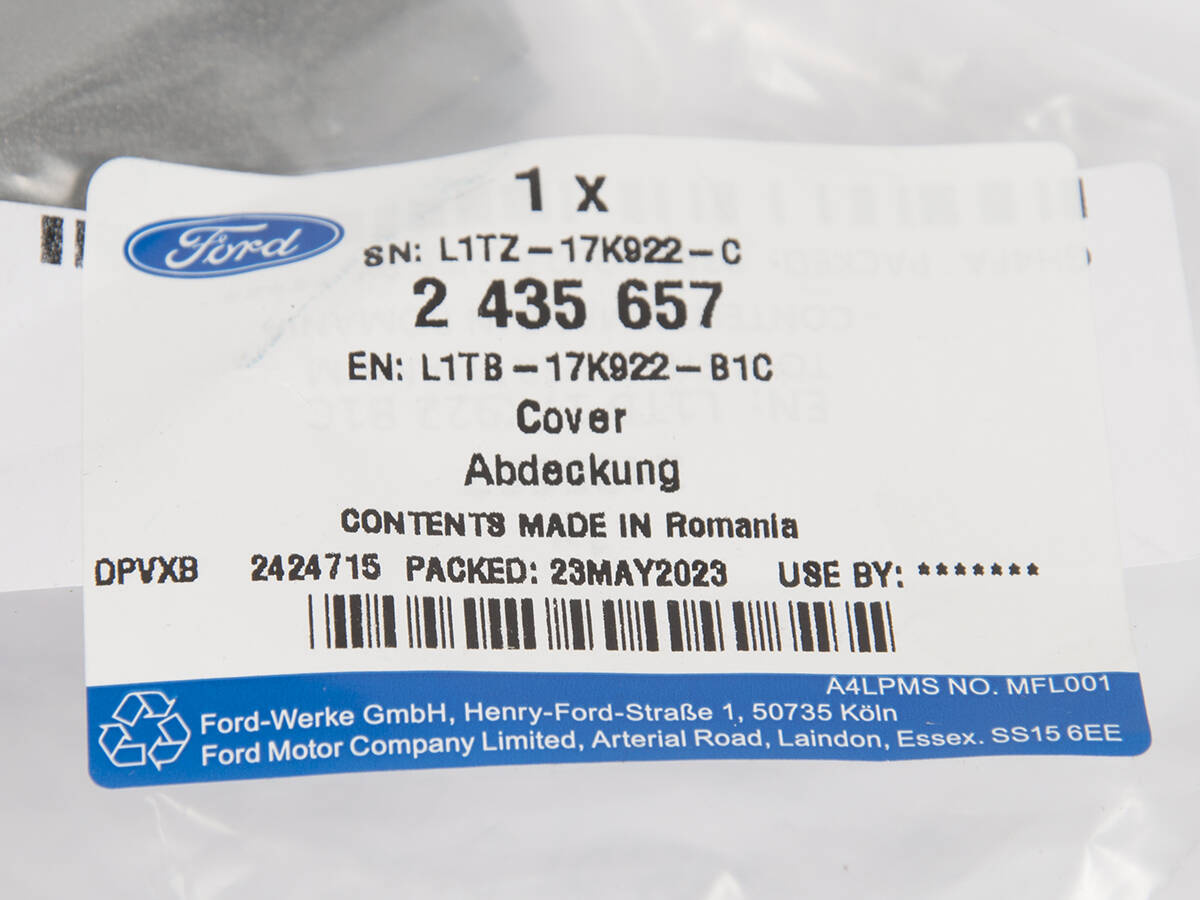 1 x
Ford
SN: L1TZ-17K922-C
2 435 657
EN: L1TB-17K922-B1C
Cover
Abdeckung
CONTENTS MADE IN Romania
DPVXB 2424715 PACKED: 23MAY2023 USE BY: *******
A4LPMS NO. MFL001
Ford-Werke GmbH, Henry-Ford-Straße 1, 50735 Köln
Ford Motor Company Limited, Arterial Road, Laindon, Essex. SS15 6EE